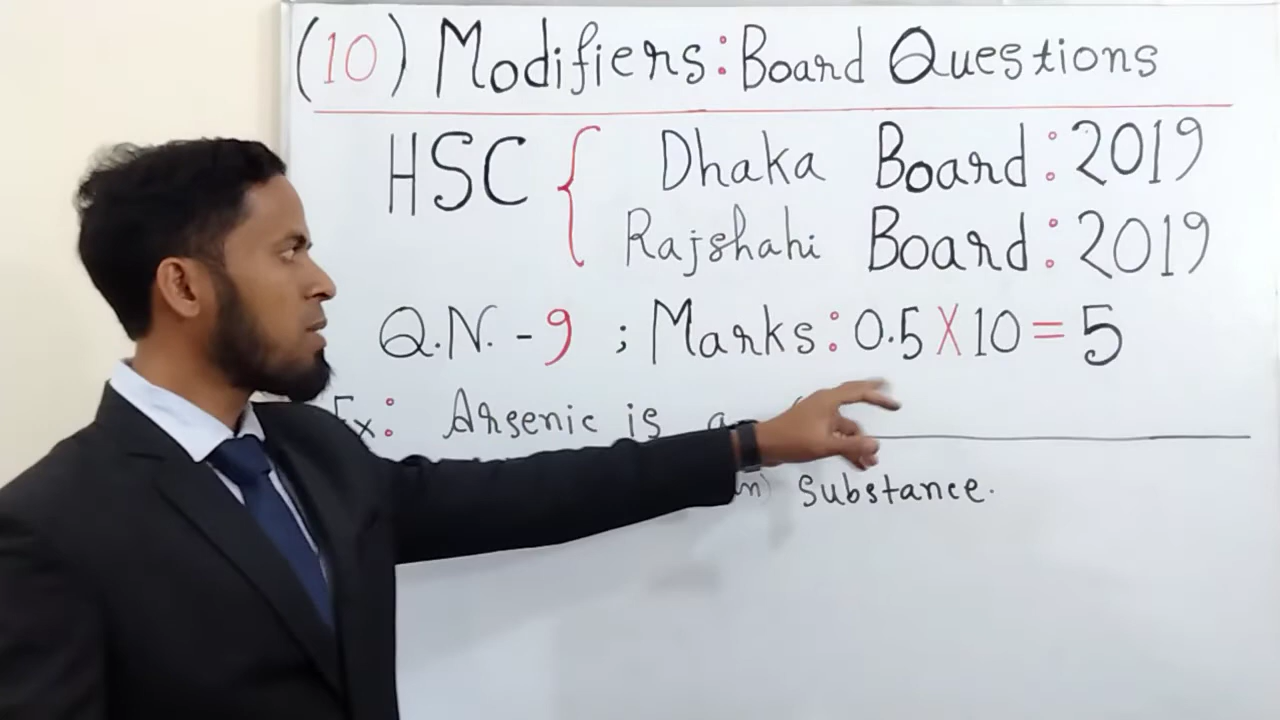 (10) Modifiers: Board Questions
HSC { Dhaka Board: 2019
Rajshahi Board: 2019
Q.N. - 9 ; Marks: 0.5 X 10 = 5
Ex: Arsenic is a
Substance.